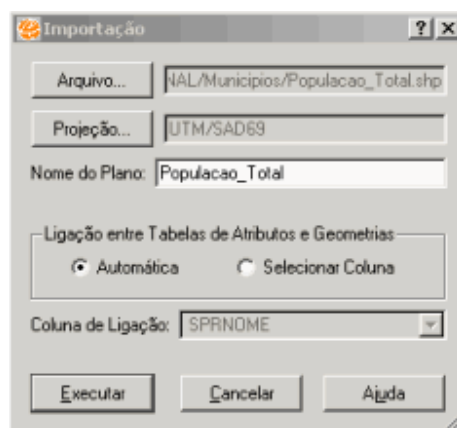 Importação
Arquivo... NAL/Municipios/Populacao_Total.shp
Projeção... UTM/SAD69
Nome do Plano: Populacao_Total
Ligação entre Tabelas de Atributos e Geometrias
Automática Selecionar Coluna
Coluna de Ligação: SPRNOME
Executar Cancelar Ajuda